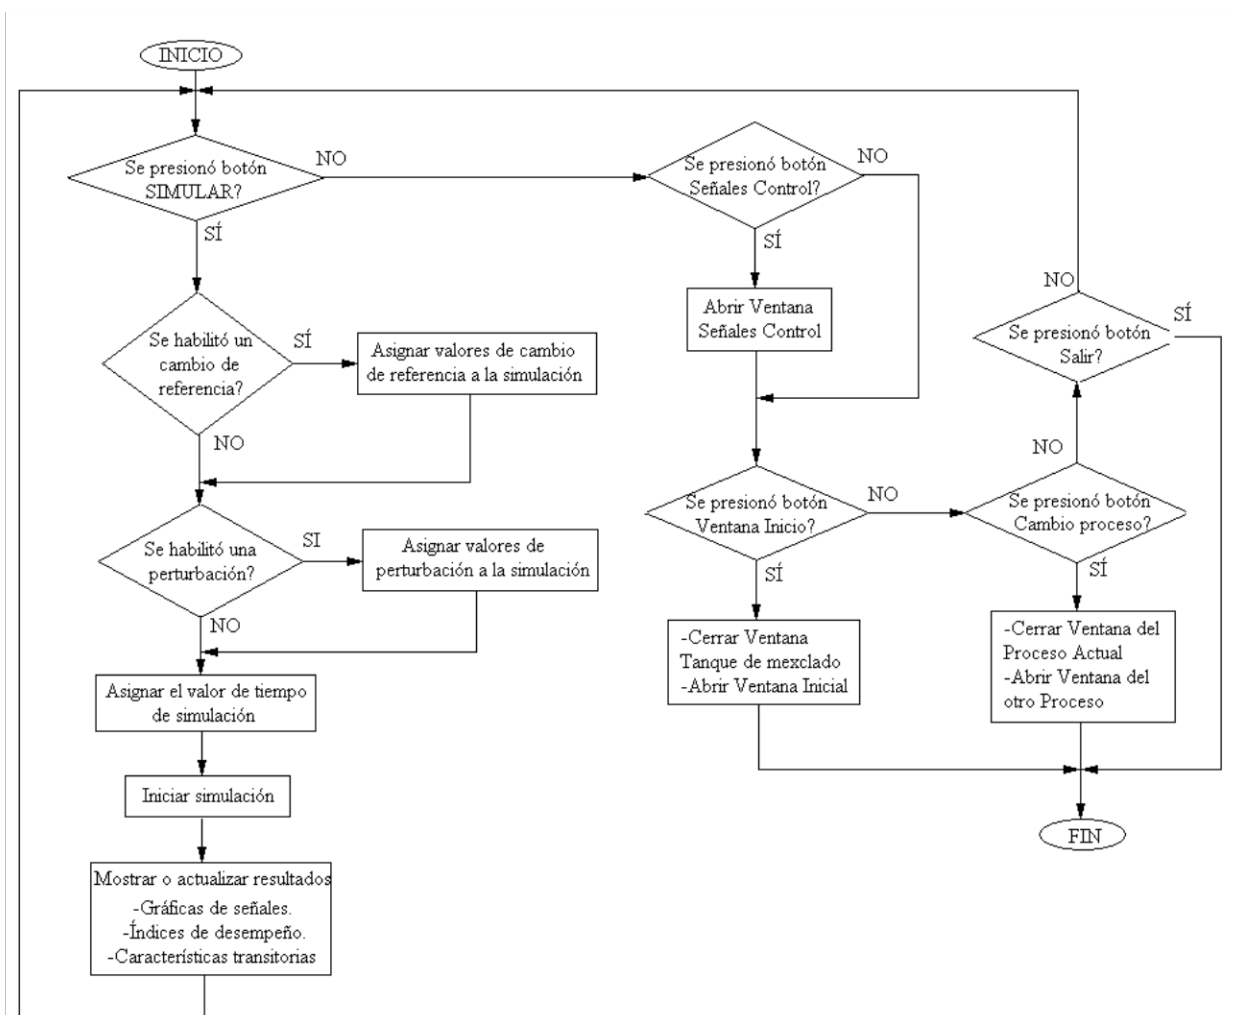 INICIO
Se presionó botón
SIMULAR?
NO
SÍ
Se habilitó un
cambio de
referencia?
SÍ
Asignar valores de cambio
de referencia a la simulación
NO
Se habilitó una
perturbación?
SI
Asignar valores de
perturbación a la simulación
NO
Asignar el valor de tiempo
de simulación
Iniciar simulación
Mostrar o actualizar resultados
-Gráficas de señales.
-Índices de desempeño.
-Características transitorias
Se presionó botón
Señales Control?
NO
SÍ
Abrir Ventana
Señales Control
Se presionó botón
Ventana Inicio?
NO
SÍ
-Cerrar Ventana
Tanque de mexclado
-Abrir Ventana Inicial
Se presionó botón
Cambio proceso?
NO
SÍ
-Cerrar Ventana del
Proceso Actual
-Abrir Ventana del
otro Proceso
Se presionó botón
Salir?
NO
SÍ
FIN